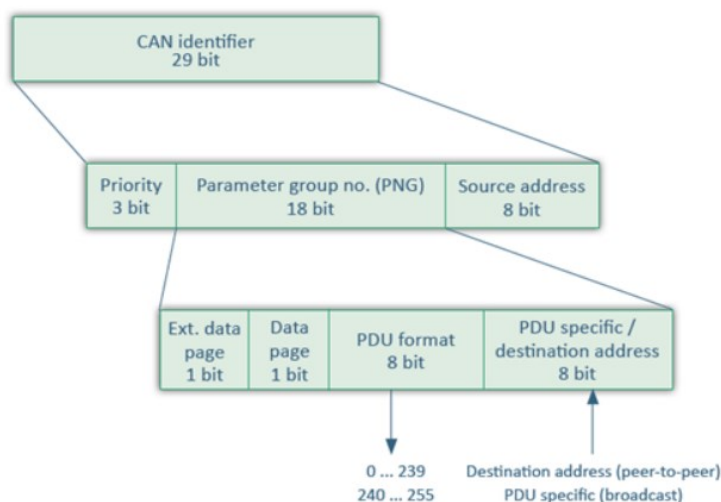 CAN identifier
29 bit
Priority
3 bit
Parameter group no. (PNG)
18 bit
Source address
8 bit
Ext. data
page
1 bit
Data
page
1 bit
PDU format
8 bit
PDU specific /
destination address
8 bit
0 ... 239
Destination address (peer-to-peer)
240 ... 255
PDU specific (broadcast)